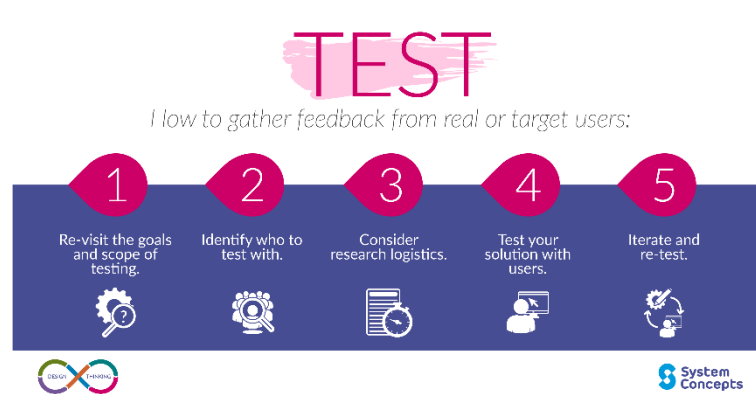 TEST
How to gather feedback from real or target users:
1
2
3
4
5
Re-visit the goals
and scope of
testing.
Identify who to
test with.
Consider
research logistics.
Test your
solution with
users.
Iterate and
re-test.
?
DESIGN THINKING
System
Concepts